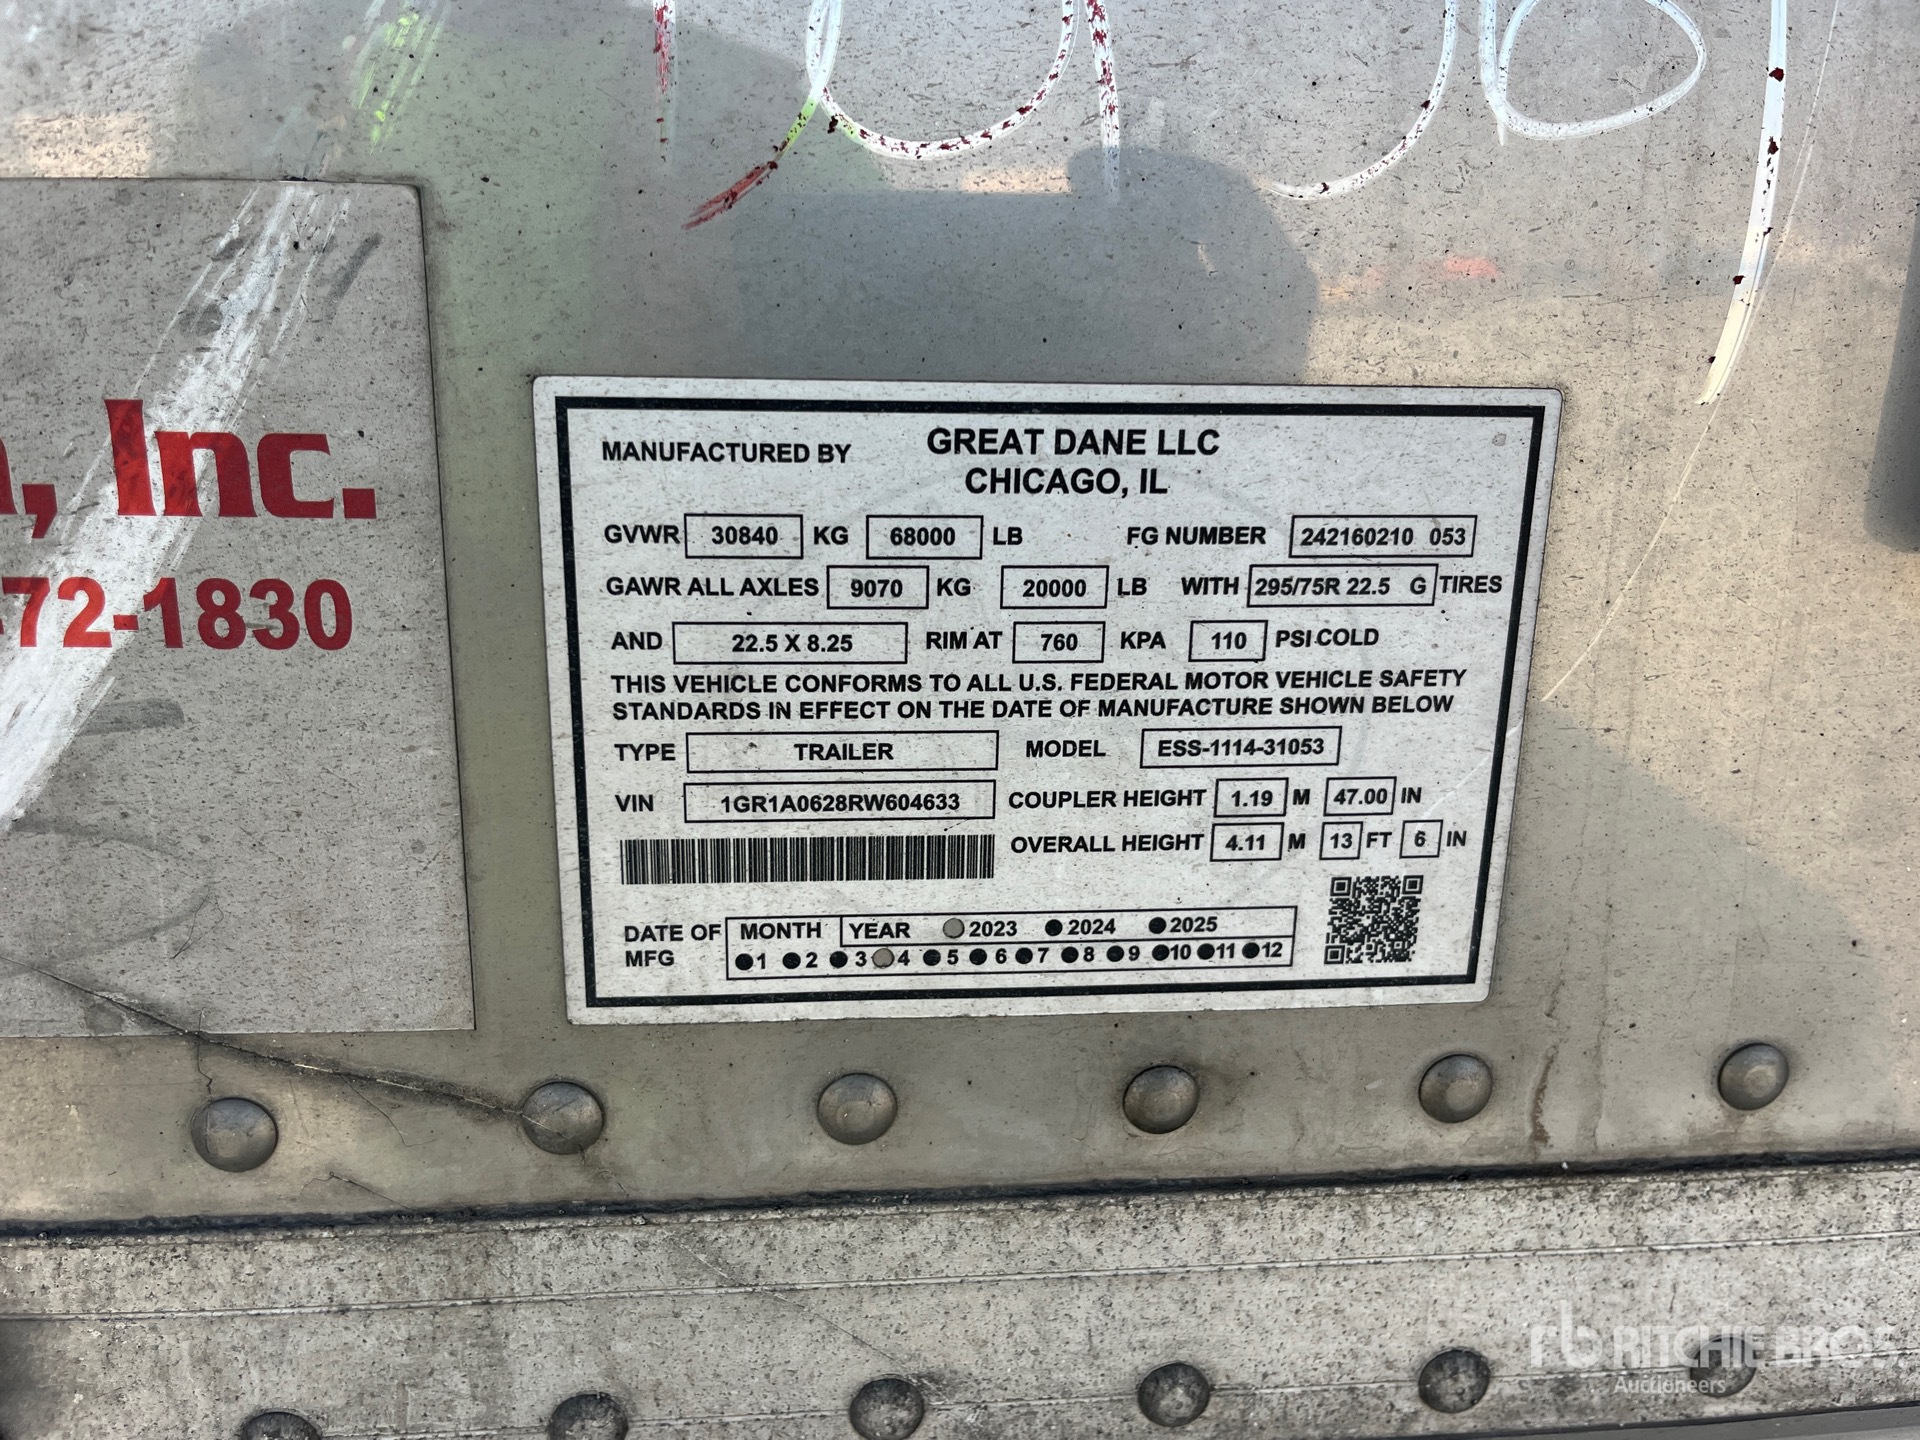 , Inc.
72-1830
MANUFACTURED BY GREAT DANE LLC
CHICAGO, IL
GVWR 30840 KG 68000 LB FG NUMBER 242160210 053
GAWR ALL AXLES 9070 KG 20000 LB WITH 295/75R 22.5 G TIRES
AND 22.5 X 8.25 RIM AT 760 KPA 110 PSI COLD
THIS VEHICLE CONFORMS TO ALL U.S. FEDERAL MOTOR VEHICLE SAFETY
STANDARDS IN EFFECT ON THE DATE OF MANUFACTURE SHOWN BELOW
TYPE TRAILER MODEL ESS-1114-31053
VIN 1GR1A0628RW604633 COUPLER HEIGHT 1.19 M 47.00 IN
OVERALL HEIGHT 4.11 M 13 FT 6 IN
DATE OF MFG MONTH YEAR 2023 2024 2025
1 2 3 4 5 6 7 8 9 10 11 12
rb RITCHIE BROS
Auctioneers